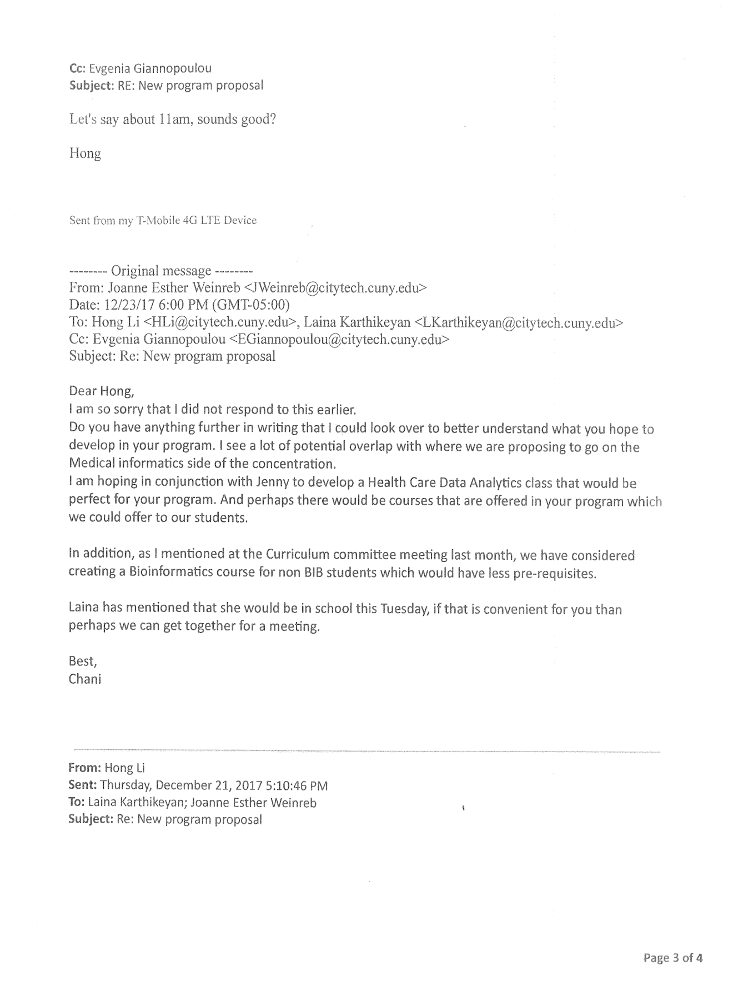 Cc: Evgenia Giannopoulou
Subject: RE: New program proposal
Let's say about 11am, sounds good?
Hong
Sent from my T-Mobile 4G LTE Device
-------- Original message --------
From: Joanne Esther Weinreb <JWeinreb@citytech.cuny.edu>
Date: 12/23/17 6:00 PM (GMT-05:00)
To: Hong Li <HLi@citytech.cuny.edu>, Laina Karthikeyan <LKarthikeyan@citytech.cuny.edu>
Cc: Evgenia Giannopoulou <EGiannopoulou@citytech.cuny.edu>
Subject: Re: New program proposal
Dear Hong,
I am so sorry that I did not respond to this earlier.
Do you have anything further in writing that I could look over to better understand what you hope to
develop in your program. I see a lot of potential overlap with where we are proposing to go on the
Medical informatics side of the concentration.
I am hoping in conjunction with Jenny to develop a Health Care Data Analytics class that would be
perfect for your program. And perhaps there would be courses that are offered in your program which
we could offer to our students.
In addition, as I mentioned at the Curriculum committee meeting last month, we have considered
creating a Bioinformatics course for non BIB students which would have less pre-requisites.
Laina has mentioned that she would be in school this Tuesday, if that is convenient for you than
perhaps we can get together for a meeting.
Best,
Chani
From: Hong Li
Sent: Thursday, December 21, 2017 5:10:46 PM
To: Laina Karthikeyan; Joanne Esther Weinreb
Subject: Re: New program proposal
Page 3 of 4